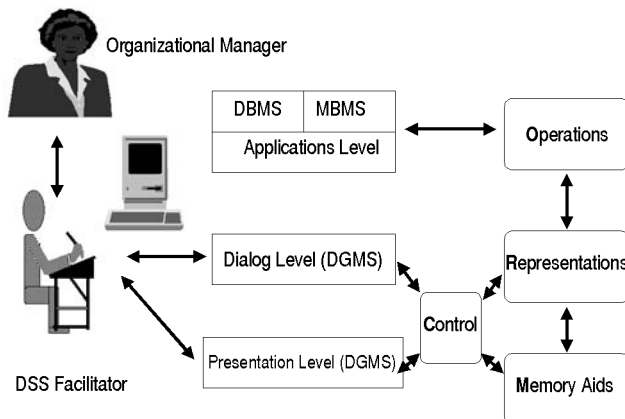 Organizational Manager
DBMS MBMS
Applications Level
Operations
Dialog Level (DGMS)
Representations
Control
Presentation Level (DGMS)
DSS Facilitator
Memory Aids